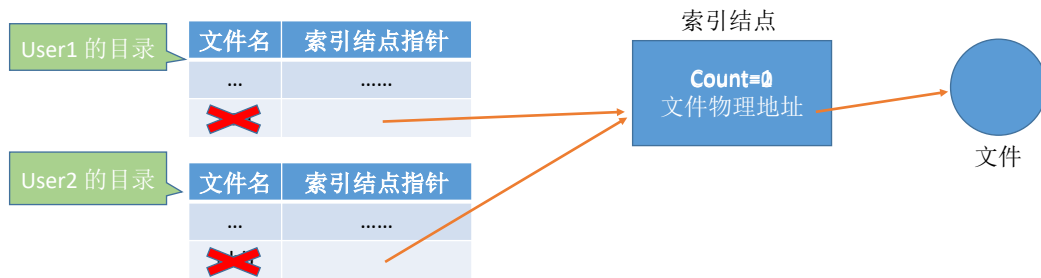 索引结点
User1 的目录
文件名 索引结点指针
... ......
Count=
文件物理地址
文件
User2 的目录
文件名 索引结点指针
... ......